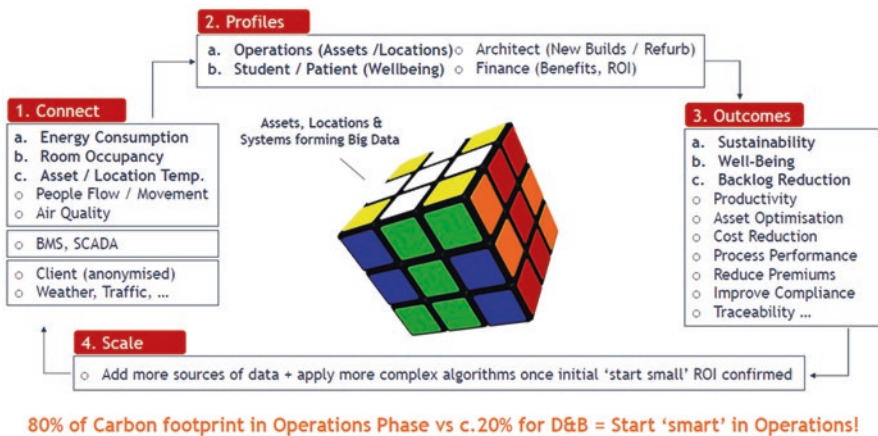 2. Profiles
a. Operations (Assets /Locations) ○ Architect (New Builds / Refurb)
b. Student / Patient (Wellbeing) ○ Finance (Benefits, ROI)
1. Connect
a. Energy Consumption
b. Room Occupancy
c. Asset / Location Temp.
○ People Flow / Movement
○ Air Quality
○ BMS, SCADA
○ Client (anonymised)
○ Weather, Traffic, ...
Assets, Locations &
Systems forming Big Data
3. Outcomes
a. Sustainability
b. Well-Being
c. Backlog Reduction
○ Productivity
○ Asset Optimisation
○ Cost Reduction
○ Process Performance
○ Reduce Premiums
○ Improve Compliance
○ Traceability ...
4. Scale
○ Add more sources of data + apply more complex algorithms once initial ‘start small’ ROI confirmed
80% of Carbon footprint in Operations Phase vs c.20% for D&B = Start ‘smart’ in Operations!